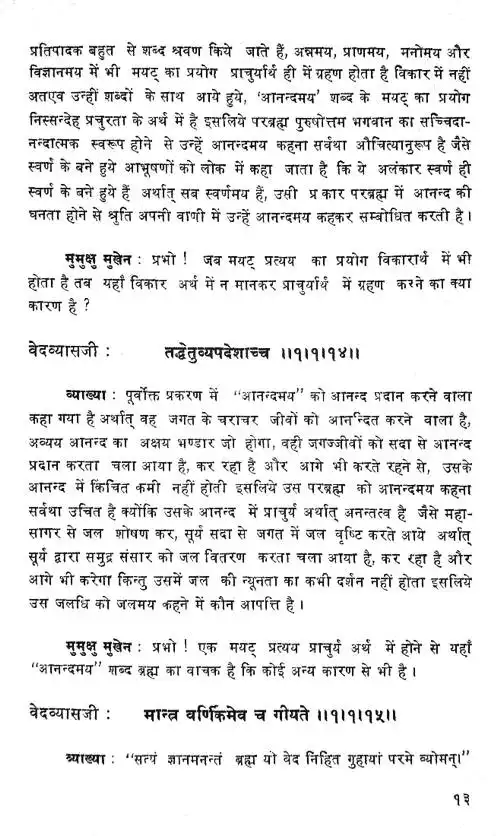 प्रतिपादक बहुत से शब्द श्रवण किये जाते हैं, अन्नमय, प्राणमय, मनोमय और
विज्ञानमय में भी मयट् का प्रयोग प्राचुर्यार्थ ही में ग्रहण होता है विकार में नहीं
अतएव उन्हीं शब्दों के साथ आये हुये, 'आनन्दमय' शब्द के मयट् का प्रयोग
निस्सन्देह प्रचुरता के अर्थ में है इसलिये परब्रह्म पुरुषोत्तम भगवान का सच्चिदा-
नन्दात्मक स्वरूप होने से उन्हें आनन्दमय कहना सर्वथा औचित्यानुरूप है जैसे
स्वर्ण के बने हुये आभूषणों को लोक में कहा जाता है कि ये अलंकार स्वर्ण ही
स्वर्ण के बने हुये हैं अर्थात् सब स्वर्णमय हैं, उसी प्रकार परब्रह्म में आनन्द की
घनता होने से श्रुति अपनी वाणी में उन्हें आनन्दमय कहकर सम्बोधित करती है।
मुमुक्षु मुखेन : प्रभो ! जब मयट् प्रत्यय का प्रयोग विकारार्थ में भी
होता है तब यहाँ विकार अर्थ में न मानकर प्राचुर्यार्थ में ग्रहण करने का क्या
कारण है ?
वेदव्यासजी : तद्धेतुव्यपदेशाच्च ॥१।१।१४॥
व्याख्या : पूर्वोक्त प्रकरण में "आनन्दमय" को आनन्द प्रदान करने वाला
कहा गया है अर्थात् वह जगत के चराचर जीवों को आनन्दित करने वाला है,
अव्यय आनन्द का अक्षय भण्डार जो होगा, वही जगज्जीवों को सदा से आनन्द
प्रदान करता चला आया है, कर रहा है और आगे भी करते रहने से, उसके
आनन्द में किंचित कमी नहीं होती इसलिये उस परब्रह्म को आनन्दमय कहना
सर्वथा उचित है क्योंकि उसके आनन्द में प्राचुर्य अर्थात् अनन्तत्व है जैसे महा-
सागर से जल शोषण कर, सूर्य सदा से जगत में जल वृष्टि करते आये अर्थात्
सूर्य द्वारा समुद्र संसार को जल वितरण करता चला आया है, कर रहा है और
आगे भी करेगा किन्तु उसमें जल की न्यूनता का कभी दर्शन नहीं होता इसलिये
उस जलधि को जलमय कहने में कौन आपत्ति है।
मुमुक्षु मुखेन : प्रभो ! एक मयट् प्रत्यय प्राचुर्य अर्थ में होने से यहाँ
"आनन्दमय" शब्द ब्रह्म का वाचक है कि कोई अन्य कारण से भी है।
वेदव्यासजी : मान्त्र वर्णिकमेव च गीयते ॥१।१।१५॥
व्याख्या : "सत्यं ज्ञानमनन्तं ब्रह्म यो वेद निहितं गुहायां परमे व्योमन्।"
१३